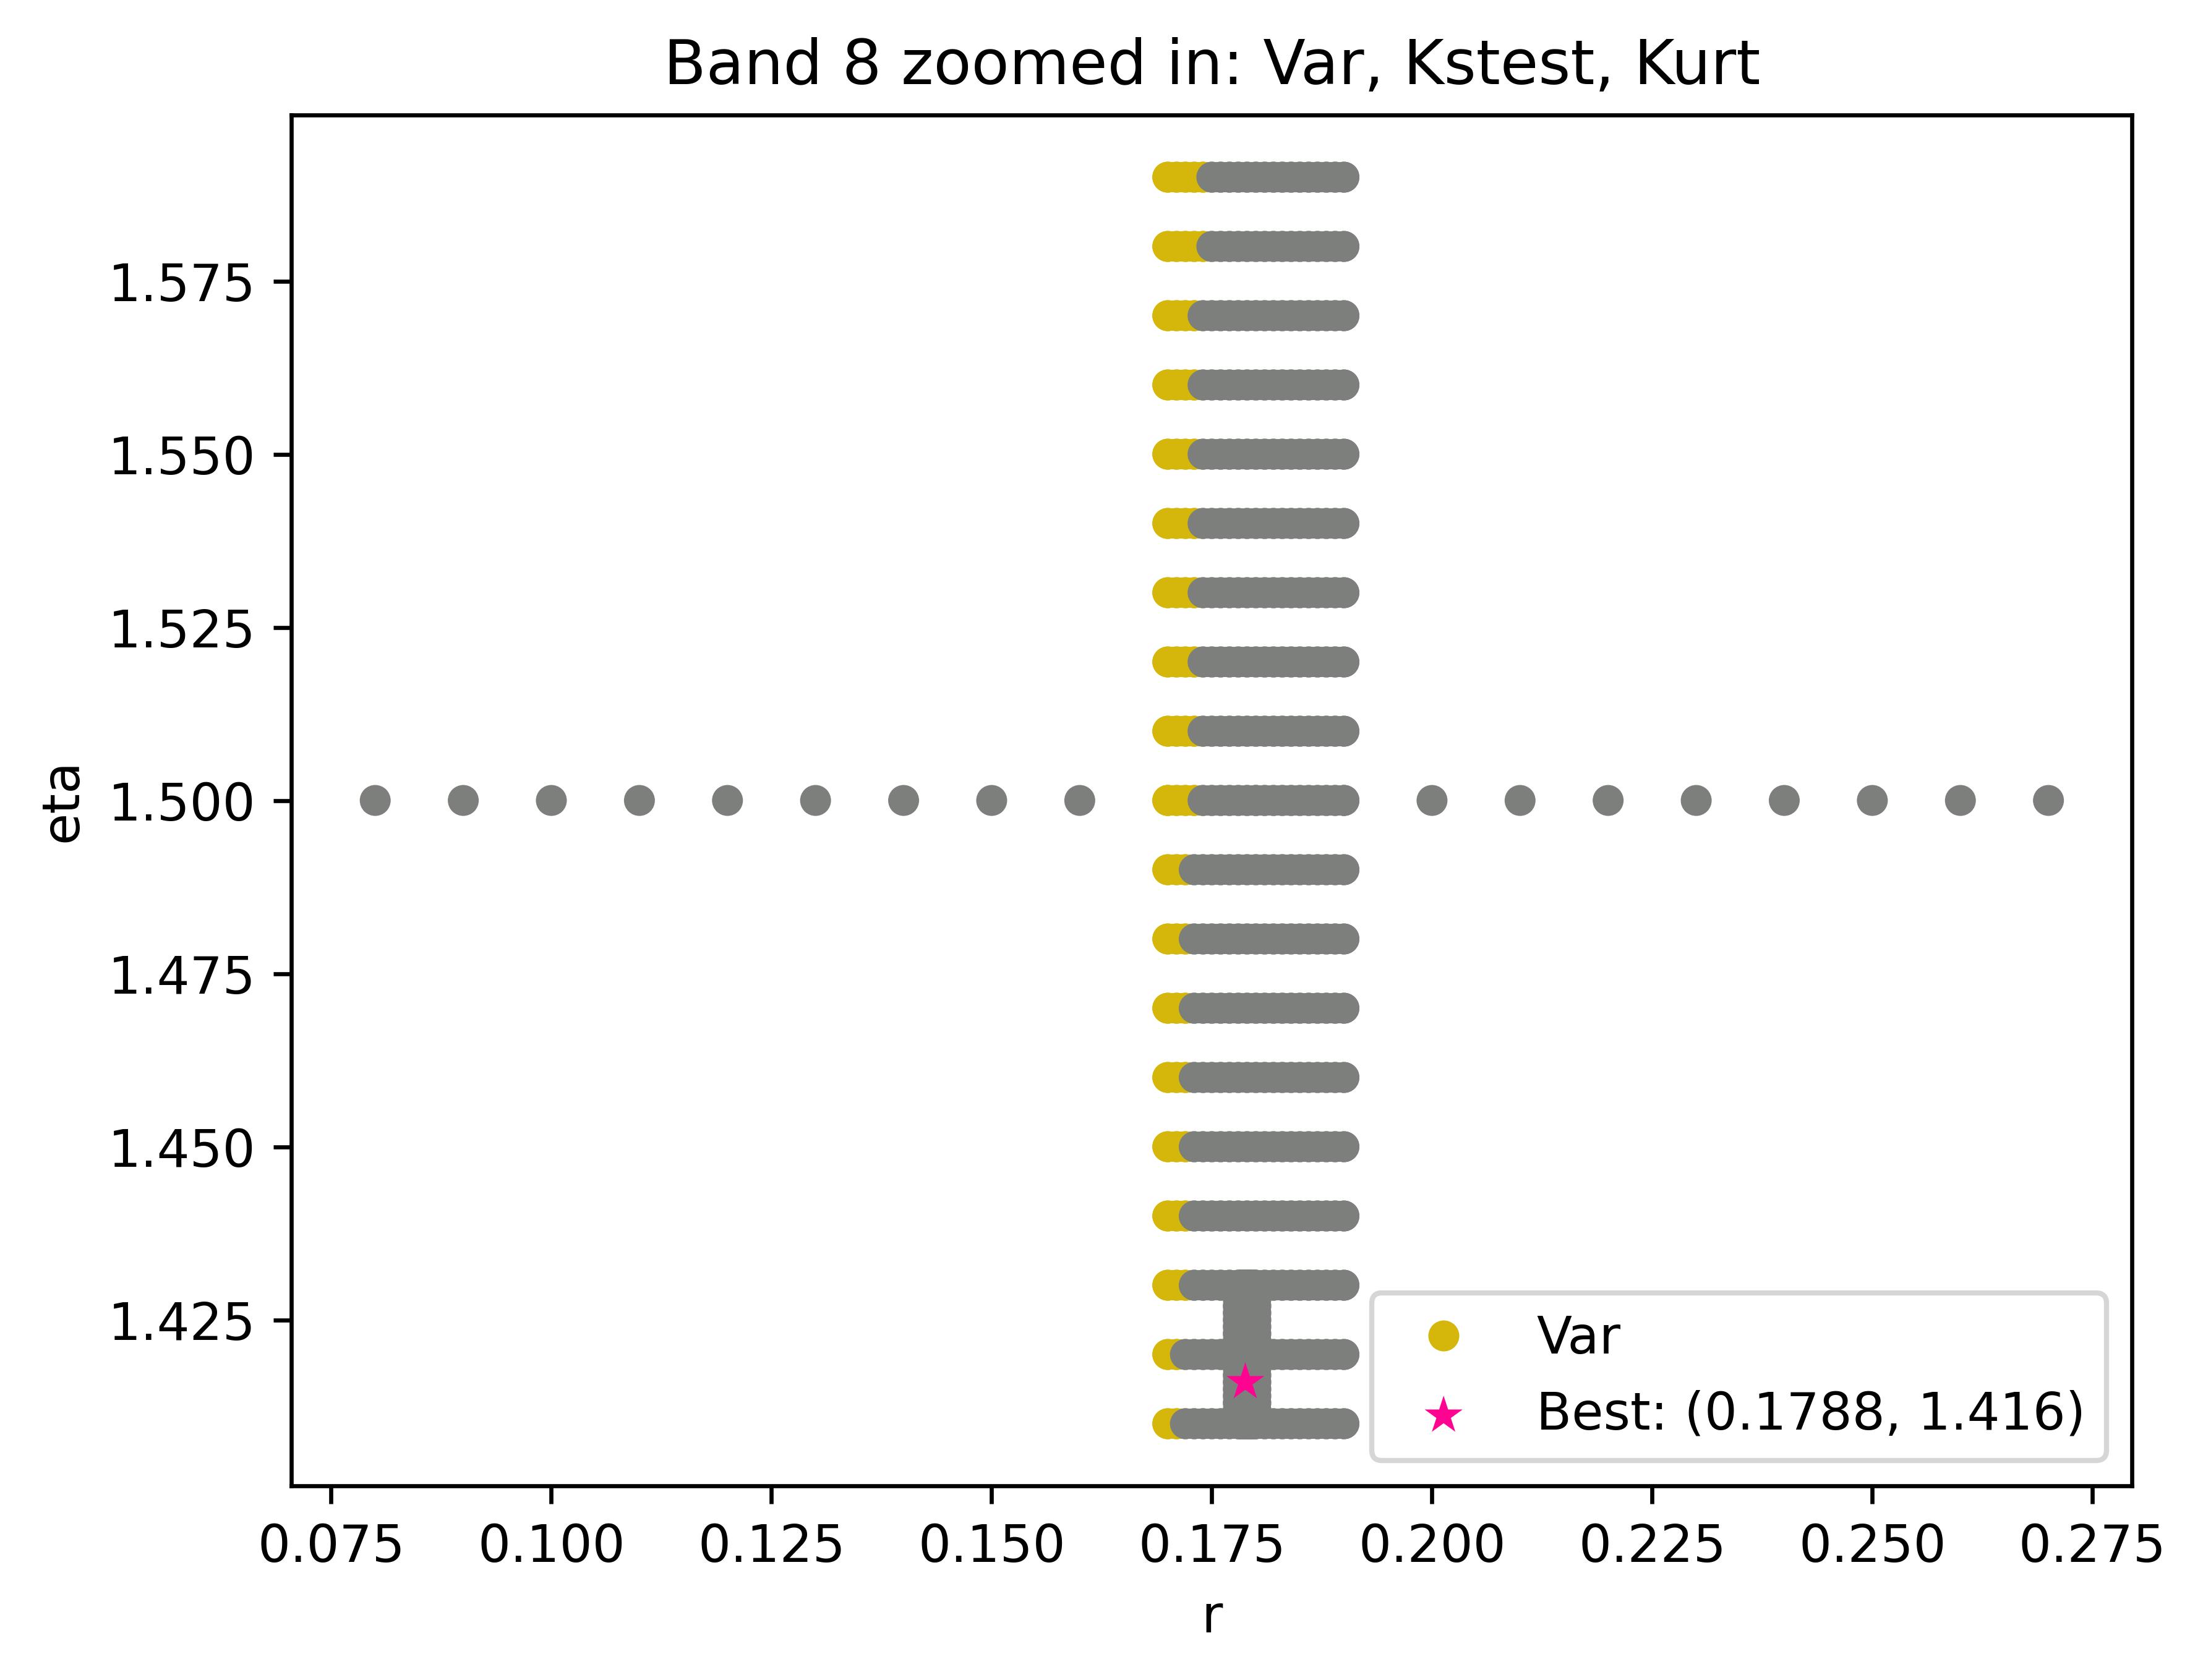 Band 8 zoomed in: Var, Kstest, Kurt
eta
1.575
1.550
1.525
1.500
1.475
1.450
1.425
Var
Best: (0.1788, 1.416)
0.075 0.100 0.125 0.150 0.175 0.200 0.225 0.250 0.275
r